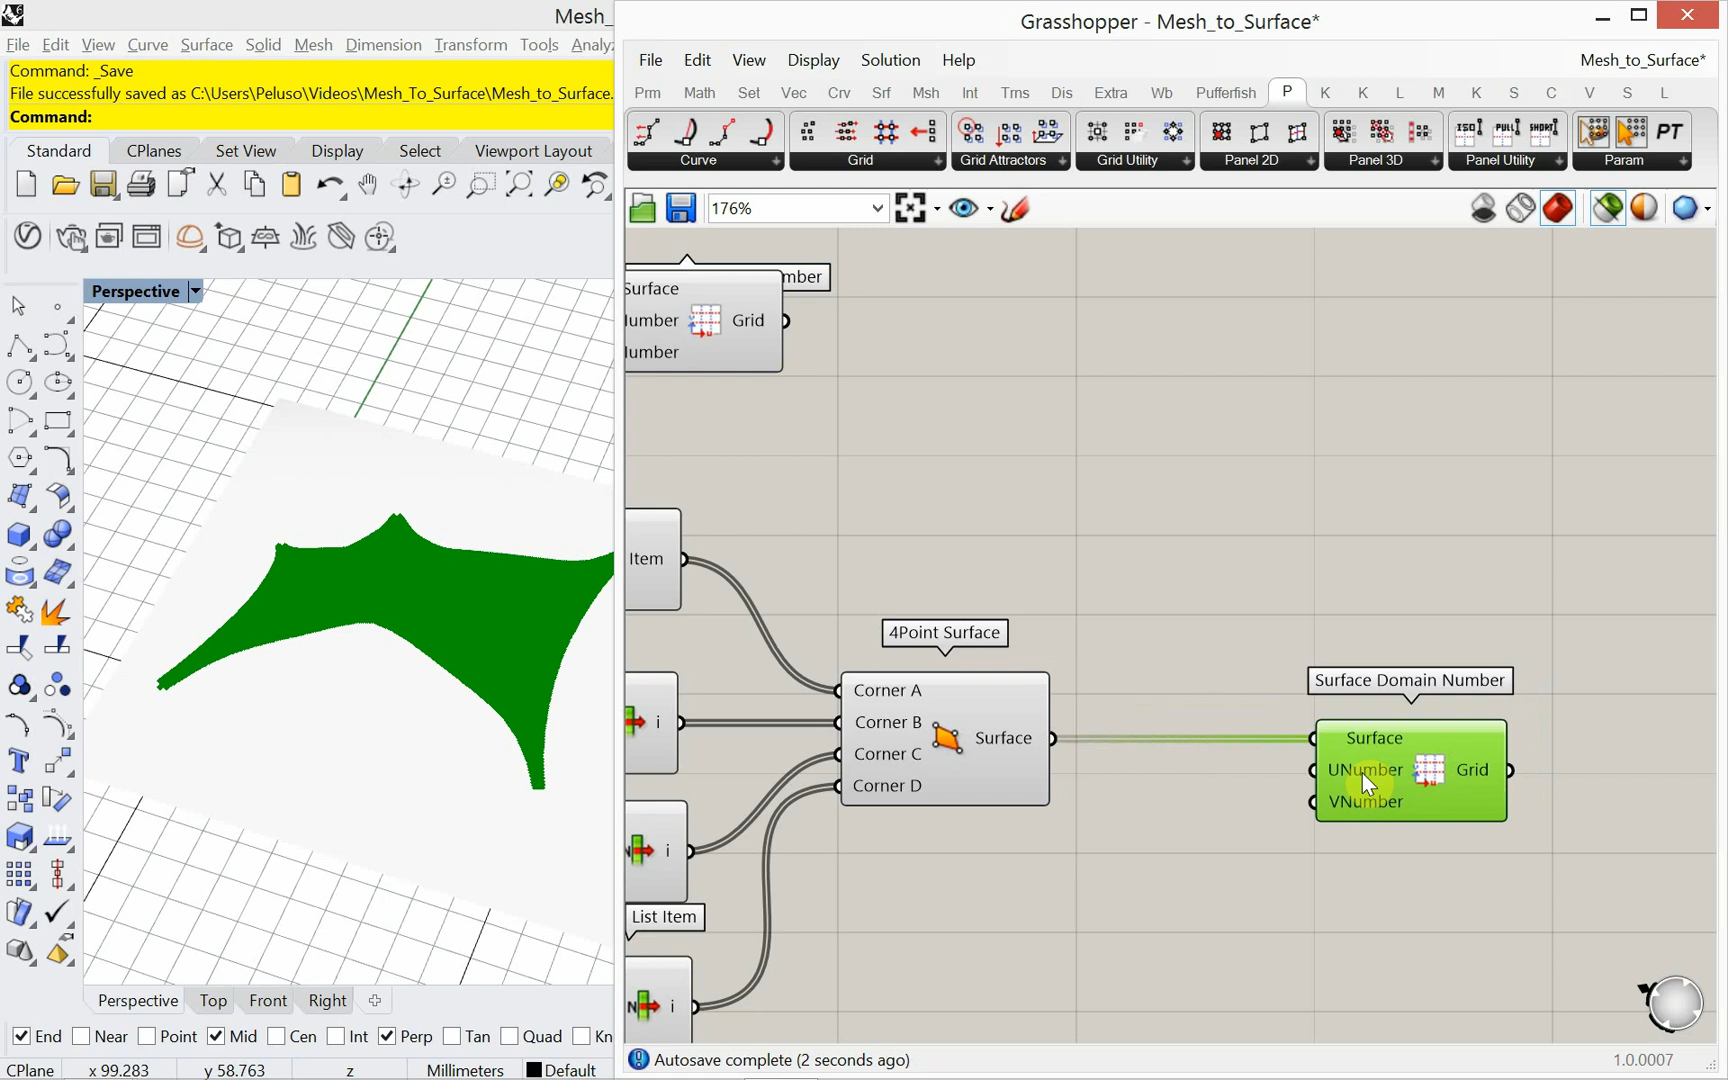 Mesh_
File Edit View Curve Surface Solid Mesh Dimension Transform Tools Analy
Command: _Save
File successfully saved as C:\Users\Peluso\Videos\Mesh_To_Surface\Mesh_to_Surface.
Command:
Standard CPlanes Set View Display Select Viewport Layout
Perspective
Perspective Top Front Right
End Near Point Mid Cen Int Perp Tan Quad Kn
CPlane x 99.283 y 58.763 z Millimeters Default
Grasshopper - Mesh_to_Surface*
File Edit View Display Solution Help Mesh_to_Surface*
Prm Math Set Vec Crv Srf Msh Int Trns Dis Extra Wb Pufferfish P K K L M K S C V S L
ISO PULL SHORT PT
Curve Grid Grid Attractors Grid Utility Panel 2D Panel 3D Panel Utility Param
176%
mber
Surface
lumber Grid
lumber
Item
4Point Surface
Corner A
Corner B
Corner C
Corner D
Surface
i
i
List Item
i
Surface Domain Number
Surface
UNumber Grid
VNumber
Autosave complete (2 seconds ago) 1.0.0007